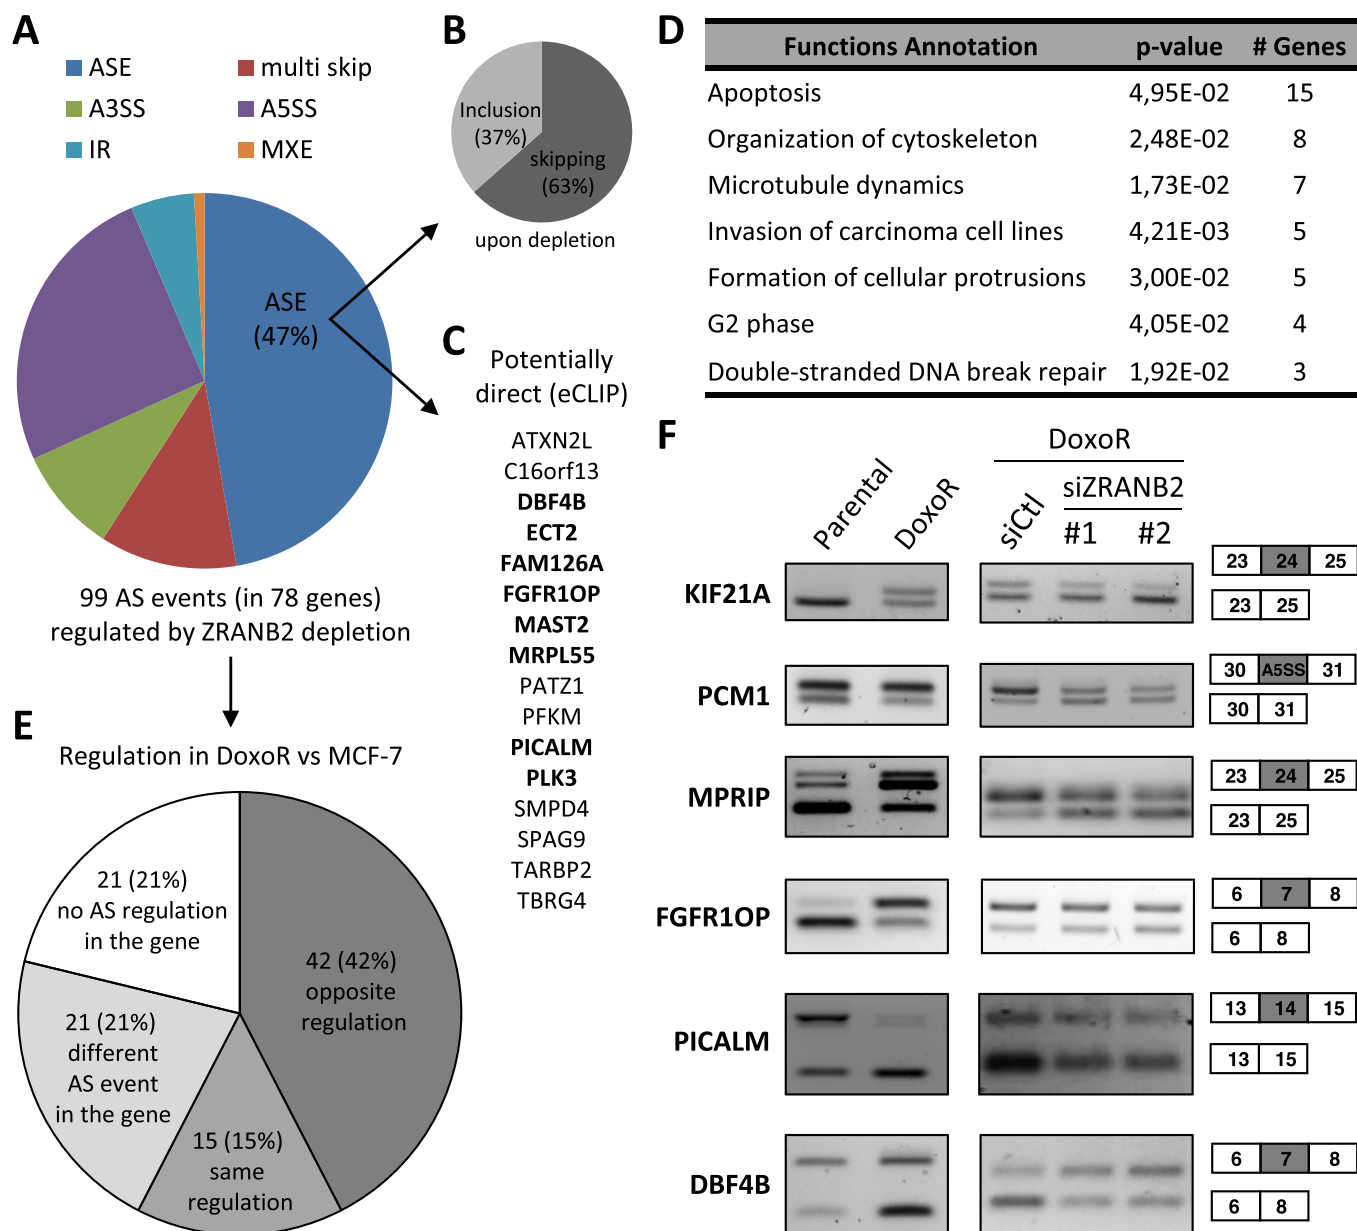 A
ASE
multi skip
A3SS
A5SS
IR
MXE
ASE
(47%)
99 AS events (in 78 genes)
regulated by ZRANB2 depletion
B
Inclusion
(37%)
skipping
(63%)
upon depletion
C
Potentially
direct (eCLIP)
ATXN2L
C16orf13
DBF4B
ECT2
FAM126A
FGFR1OP
MAST2
MRPL55
PATZ1
PFKM
PICALM
PLK3
SMPD4
SPAG9
TARBP2
TBRG4
D
Functions Annotation p-value # Genes
Apoptosis 4,95E-02 15
Organization of cytoskeleton 2,48E-02 8
Microtubule dynamics 1,73E-02 7
Invasion of carcinoma cell lines 4,21E-03 5
Formation of cellular protrusions 3,00E-02 5
G2 phase 4,05E-02 4
Double-stranded DNA break repair 1,92E-02 3
E
Regulation in DoxoR vs MCF-7
21 (21%)
no AS regulation
in the gene
42 (42%)
opposite
regulation
21 (21%)
different
AS event
in the gene
15 (15%)
same
regulation
F
DoxoR
Parental DoxoR siCtl siZRANB2
#1 #2
KIF21A
23 24 25
23 25
PCM1
30 A5SS 31
30 31
MPRIP
23 24 25
23 25
FGFR1OP
6 7 8
6 8
PICALM
13 14 15
13 15
DBF4B
6 7 8
6 8